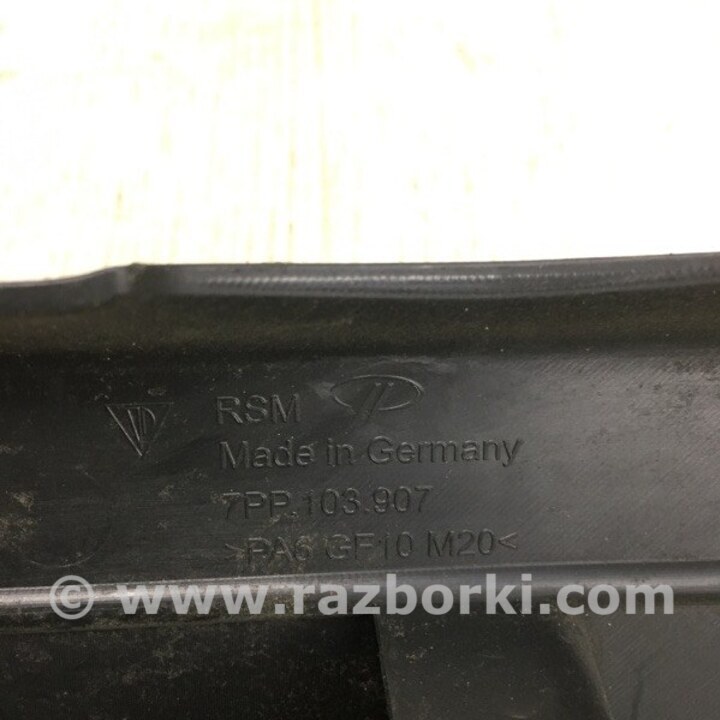 RSM
Made in Germany
7PP.103.907
>PA6 GF10 M20<
© www.razborki.com